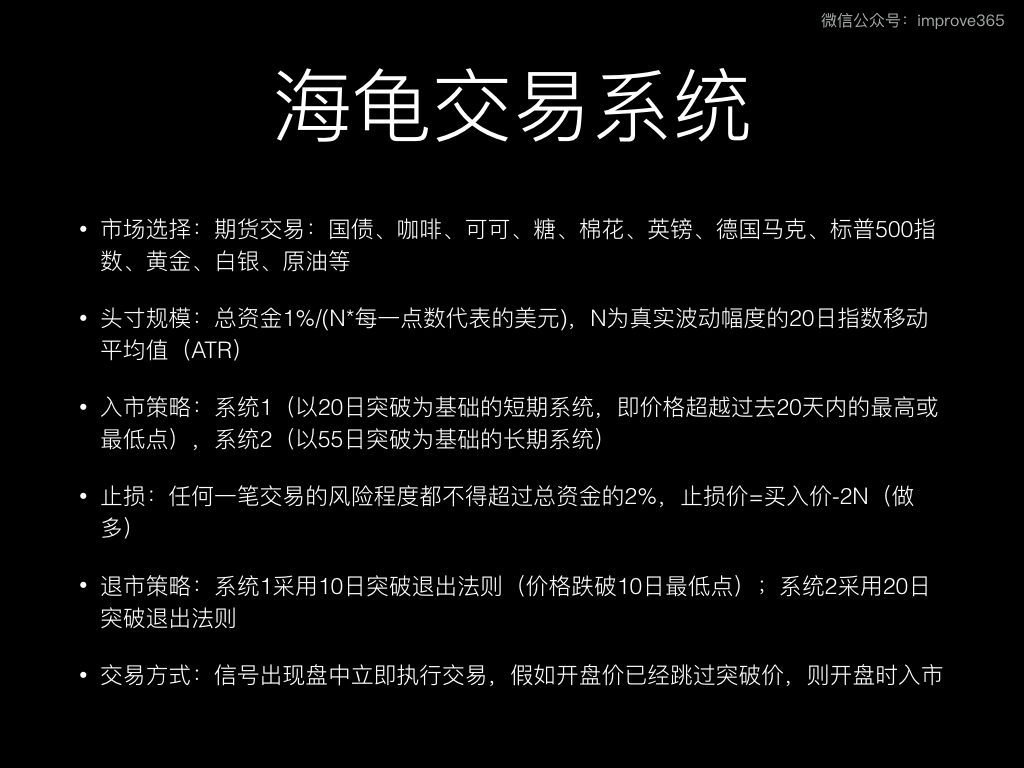 微信公众号：improve365
海龟交易系统
• 市场选择：期货交易：国债、咖啡、可可、糖、棉花、英镑、德国马克、标普500指
数、黄金、白银、原油等
• 头寸规模：总资金1%/(N*每一点数代表的美元)，N为真实波动幅度的20日指数移动
平均值（ATR）
• 入市策略：系统1（以20日突破为基础的短期系统，即价格超越过去20天内的最高或
最低点），系统2（以55日突破为基础的长期系统）
• 止损：任何一笔交易的风险程度都不得超过总资金的2%，止损价=买入价-2N（做
多）
• 退市策略：系统1采用10日突破退出法则（价格跌破10日最低点）；系统2采用20日
突破退出法则
• 交易方式：信号出现盘中立即执行交易，假如开盘价已经跳过突破价，则开盘时入市